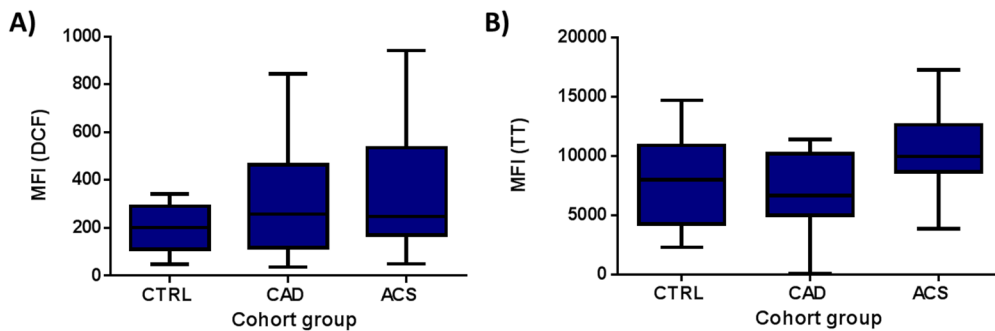 A)
MFI (DCF)
1000
800
600
400
200
0
CTRL CAD ACS
Cohort group
B)
MFI (TT)
20000
15000
10000
5000
0
CTRL CAD ACS
Cohort group